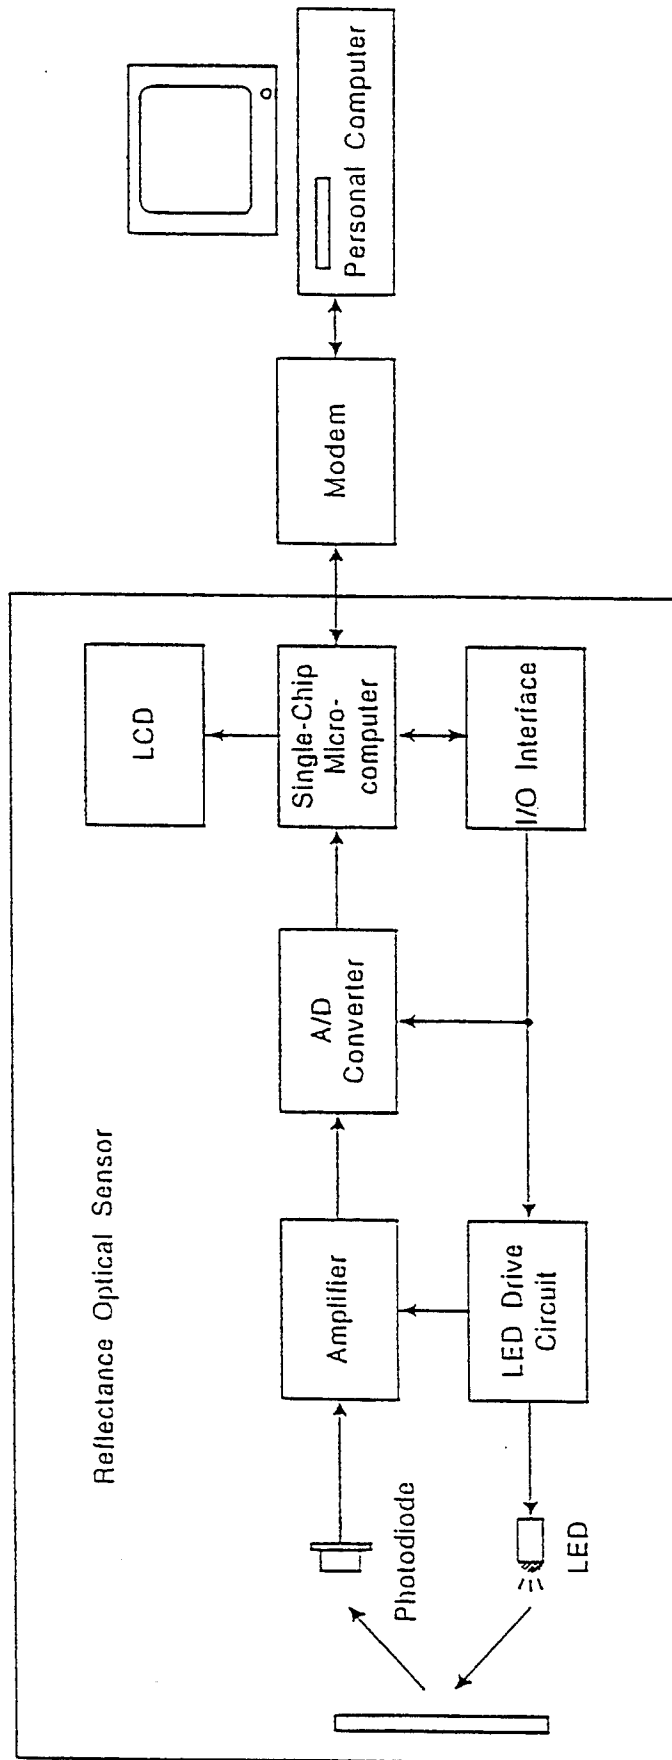 Reflectance Optical Sensor
Photodiode
LED
Amplifier
LED Drive
Circuit
A/D
Converter
LCD
Single-Chip
Micro-
computer
I/O Interface
Modem
Personal Computer